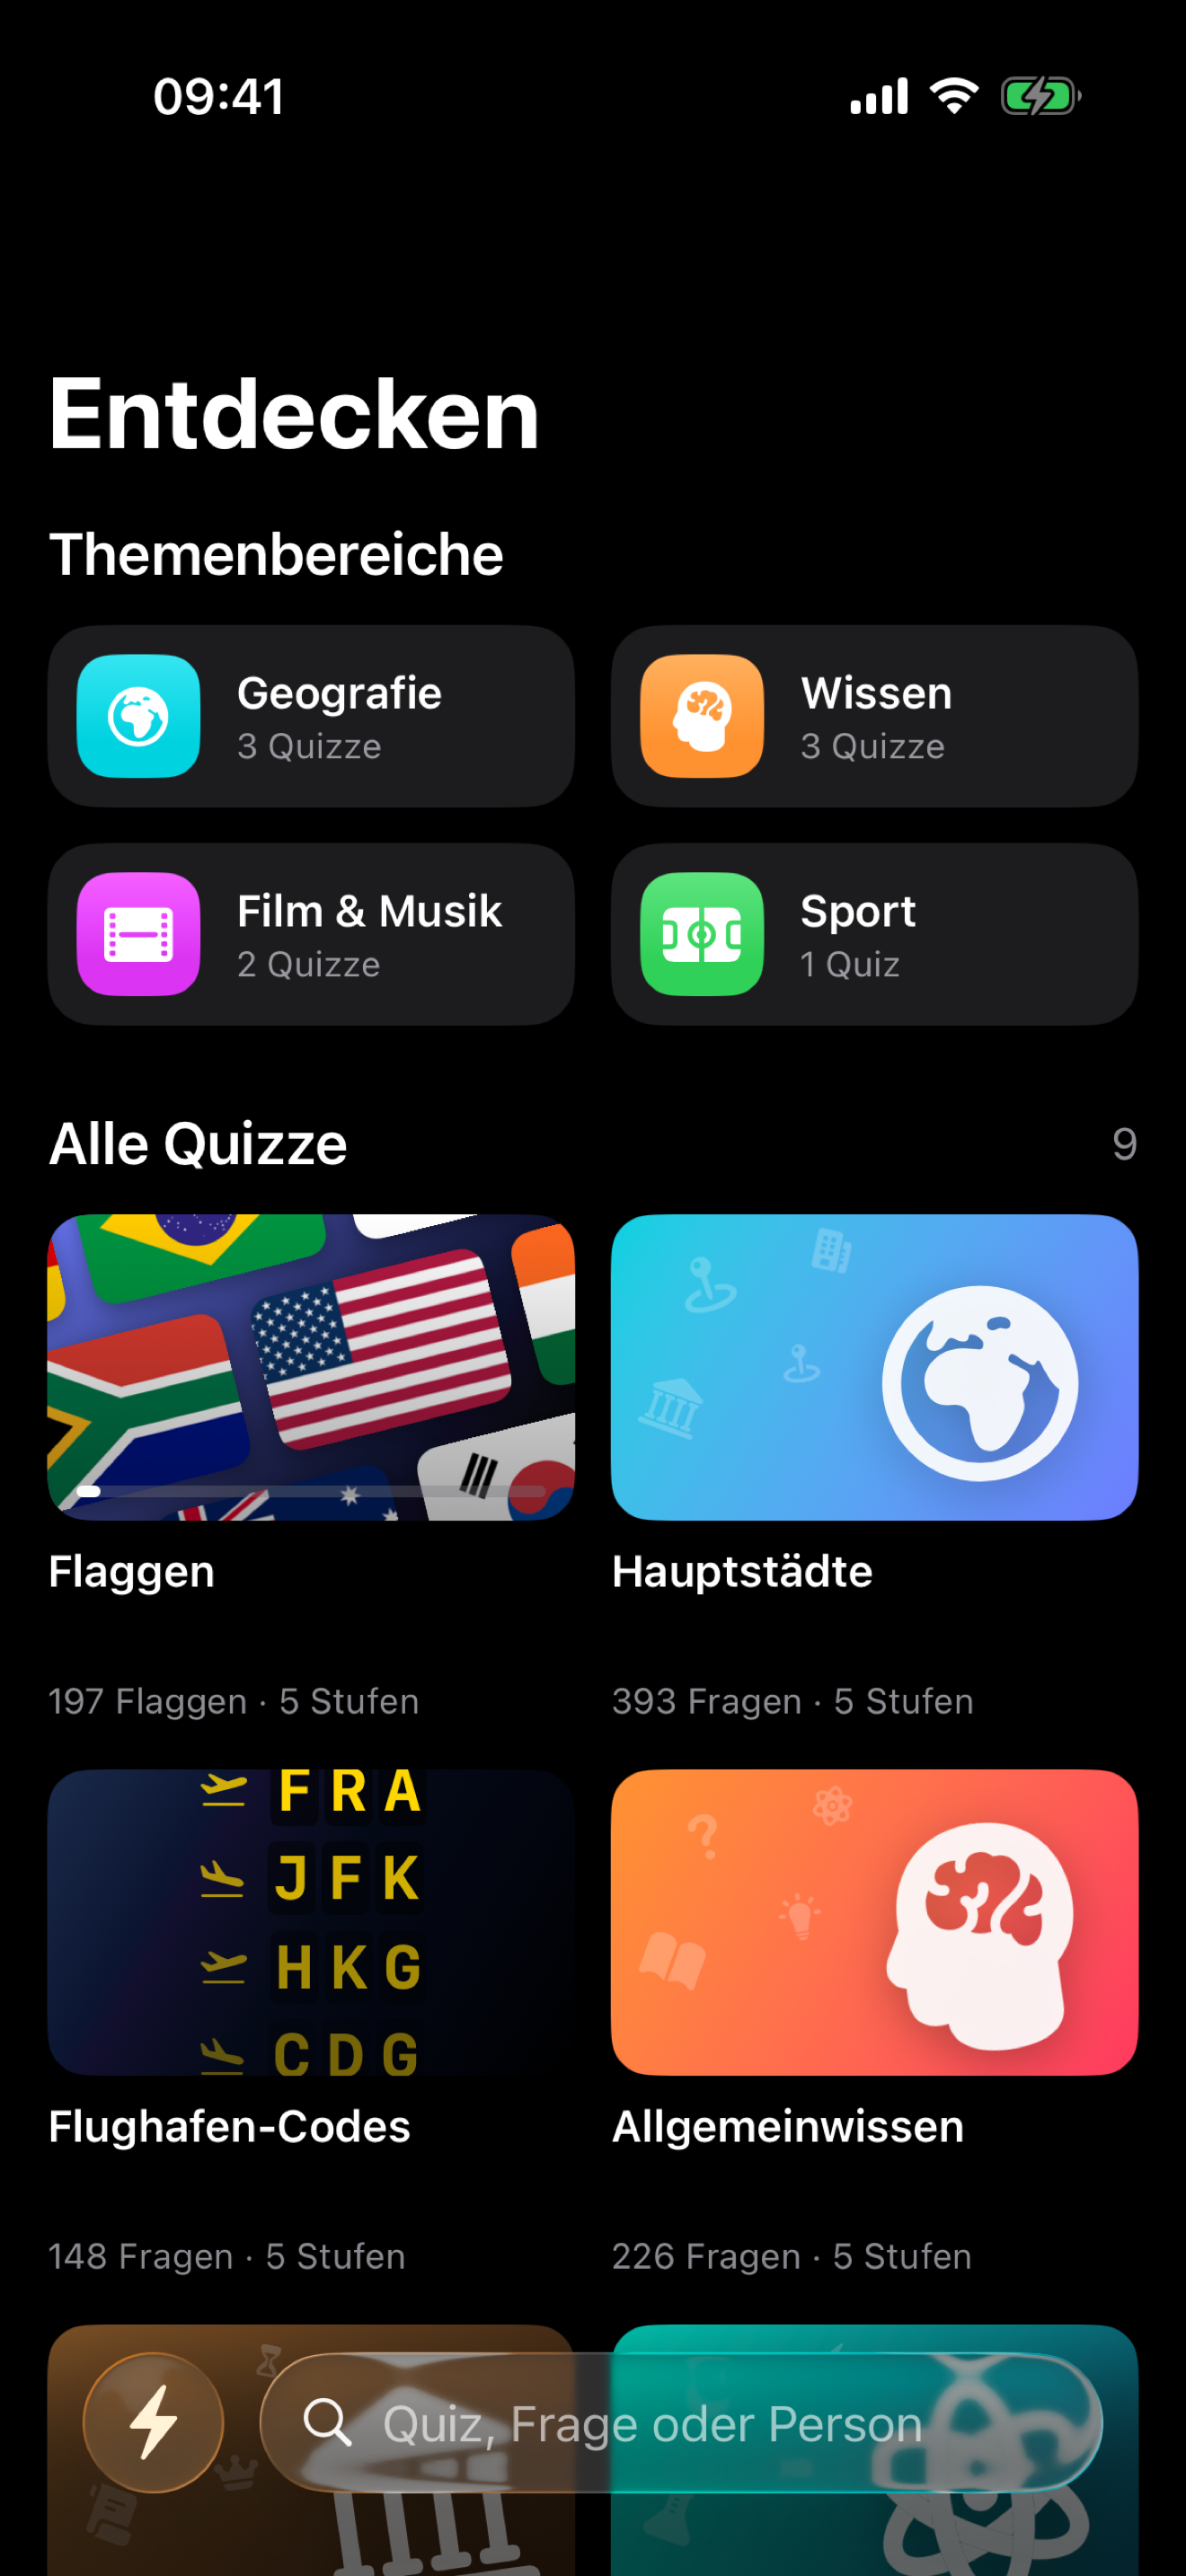 09:41
Entdecken
Themenbereiche
Geografie
3 Quizze
Wissen
3 Quizze
Film & Musik
2 Quizze
Sport
1 Quiz
Alle Quizze
9
Flaggen
197 Flaggen · 5 Stufen
Hauptstädte
393 Fragen · 5 Stufen
FRA
JFK
HKG
CDG
Flughafen-Codes
148 Fragen · 5 Stufen
?
Allgemeinwissen
226 Fragen · 5 Stufen
Quiz, Frage oder Person